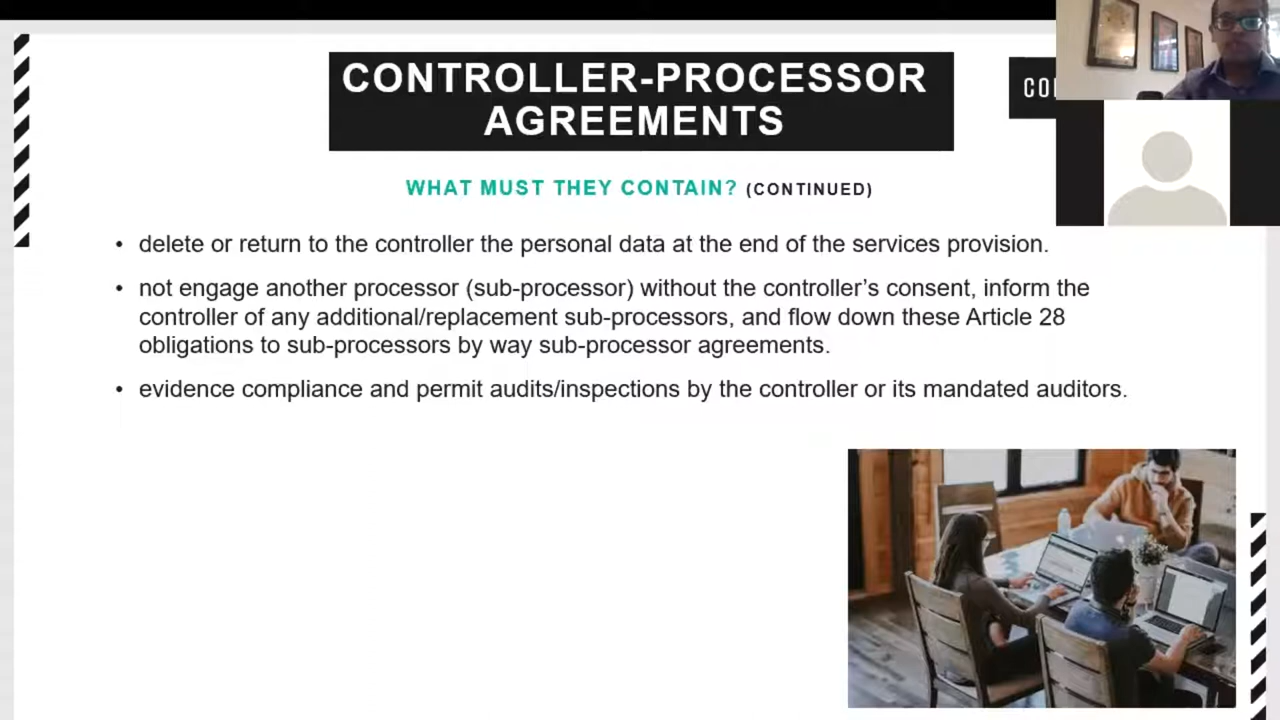 CONTROLLER-PROCESSOR
AGREEMENTS
WHAT MUST THEY CONTAIN? (CONTINUED)
• delete or return to the controller the personal data at the end of the services provision.
• not engage another processor (sub-processor) without the controller’s consent, inform the
controller of any additional/replacement sub-processors, and flow down these Article 28
obligations to sub-processors by way sub-processor agreements.
• evidence compliance and permit audits/inspections by the controller or its mandated auditors.